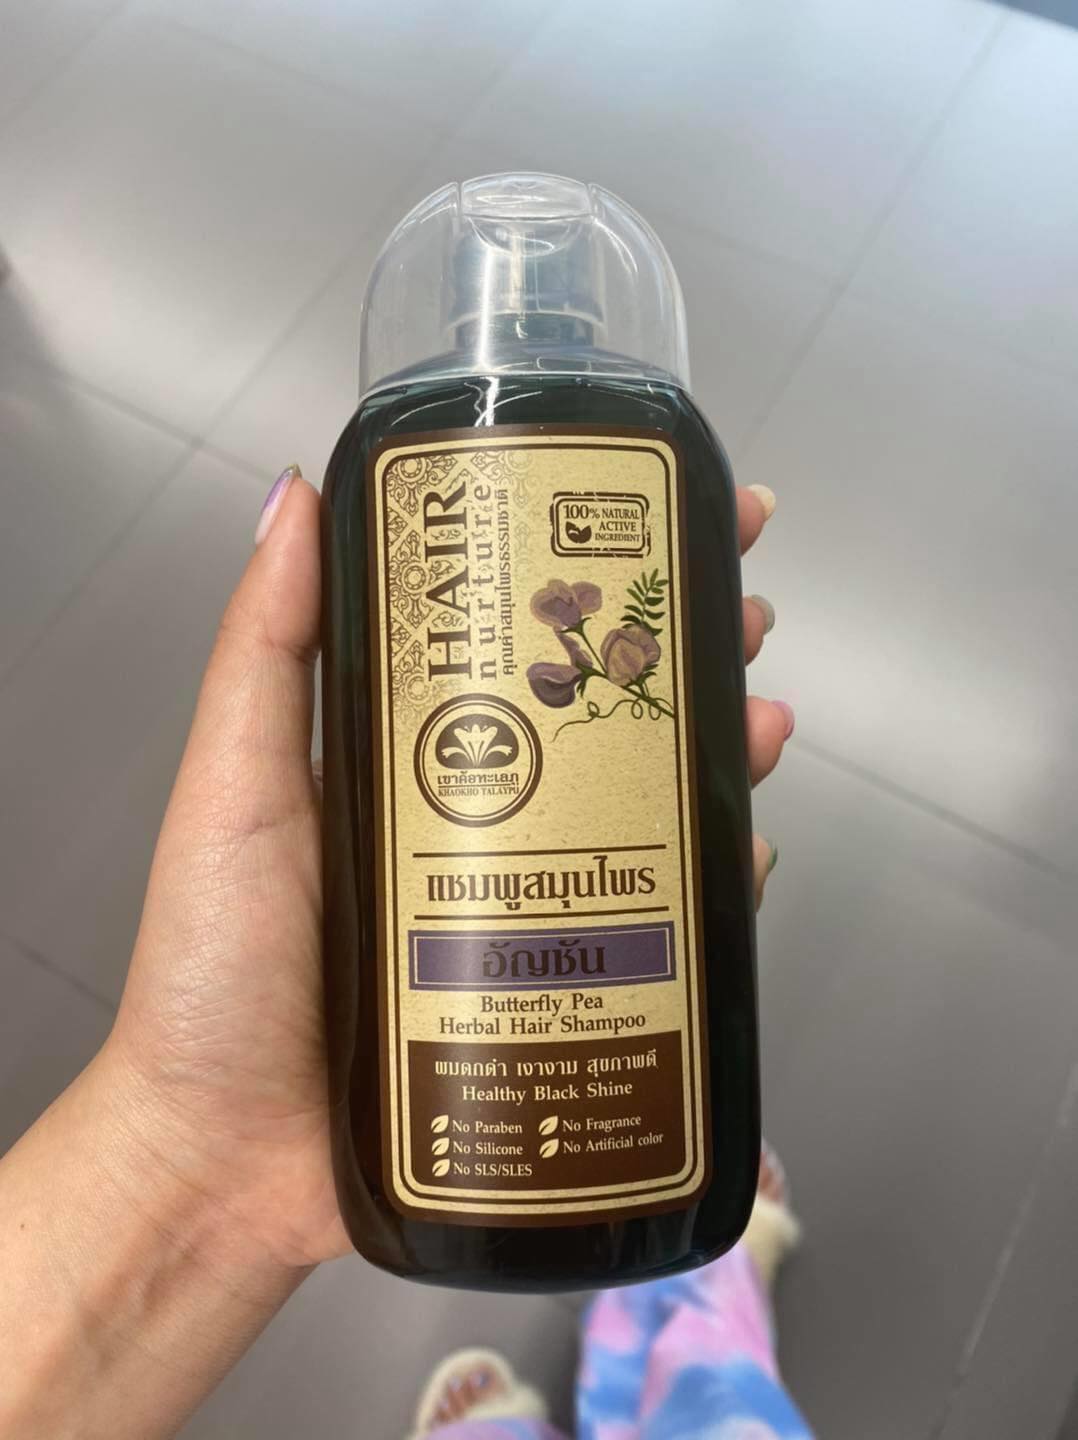 HAIR
nurture
คุณค่าสมุนไพรธรรมชาติ
100% NATURAL
ACTIVE
INGREDIENT
เขาค้อทะเลภู
KHAOKHO TALAYPU
แชมพูสมุนไพร
อัญชัน
Butterfly Pea
Herbal Hair Shampoo
ผมดกดำ เงางาม สุขภาพดี
Healthy Black Shine
No Paraben
No Fragrance
No Silicone
No Artificial color
No SLS/SLES